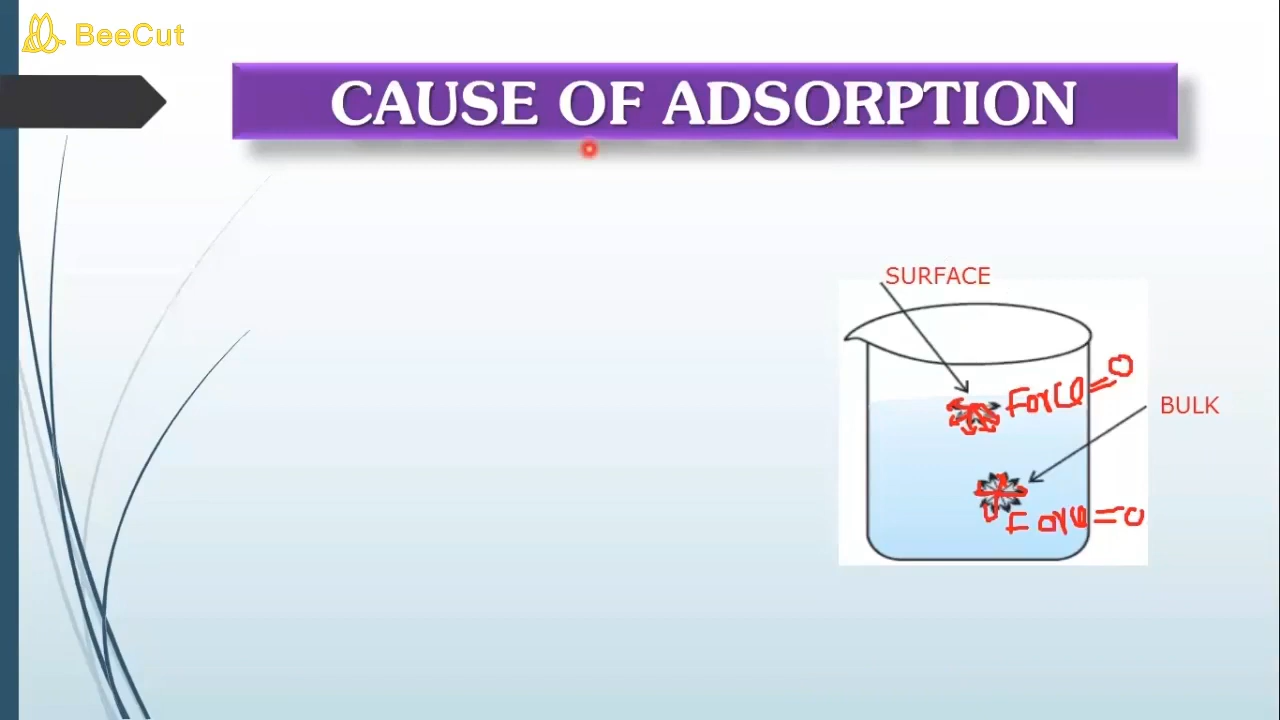 BeeCut
CAUSE OF ADSORPTION
SURFACE
Force=0
BULK
Force=0